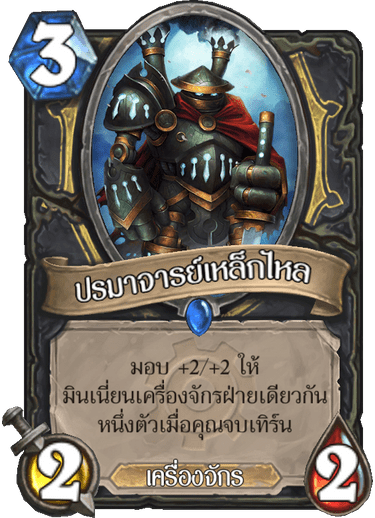 3
ปรมาจารย์เหล็กไหล
มอบ +2/+2 ให้
มินเนี่ยนเครื่องจักรฝ่ายเดียวกัน
หนึ่งตัวเมื่อคุณจบเทิร์น
2
เครื่องจักร
2